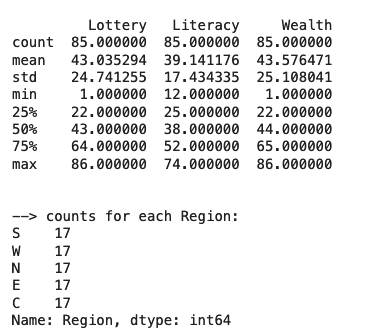 Lottery Literacy Wealth
count 85.000000 85.000000 85.000000
mean 43.035294 39.141176 43.576471
std 24.741255 17.434335 25.108041
min 1.000000 12.000000 1.000000
25% 22.000000 25.000000 22.000000
50% 43.000000 38.000000 44.000000
75% 64.000000 52.000000 65.000000
max 86.000000 74.000000 86.000000
--> counts for each Region:
S 17
W 17
N 17
E 17
C 17
Name: Region, dtype: int64